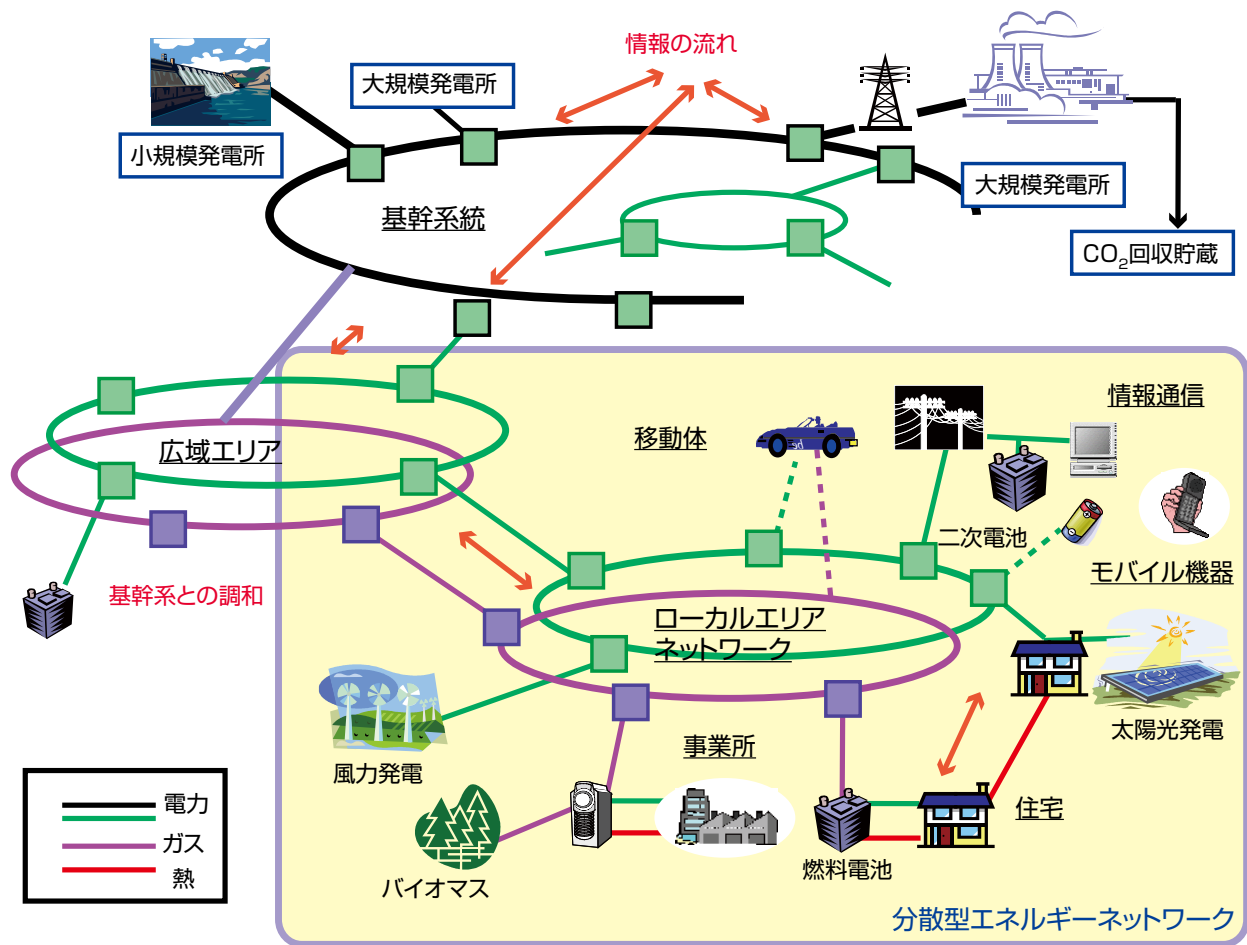 情報の流れ
大規模発電所
小規模発電所
大規模発電所
基幹系統
CO₂回収貯蔵
情報通信
移動体
広域エリア
二次電池
モバイル機器
基幹系との調和
ローカルエリア
ネットワーク
太陽光発電
事業所
風力発電
住宅
電力
ガス
熱
燃料電池
バイオマス
分散型エネルギーネットワーク